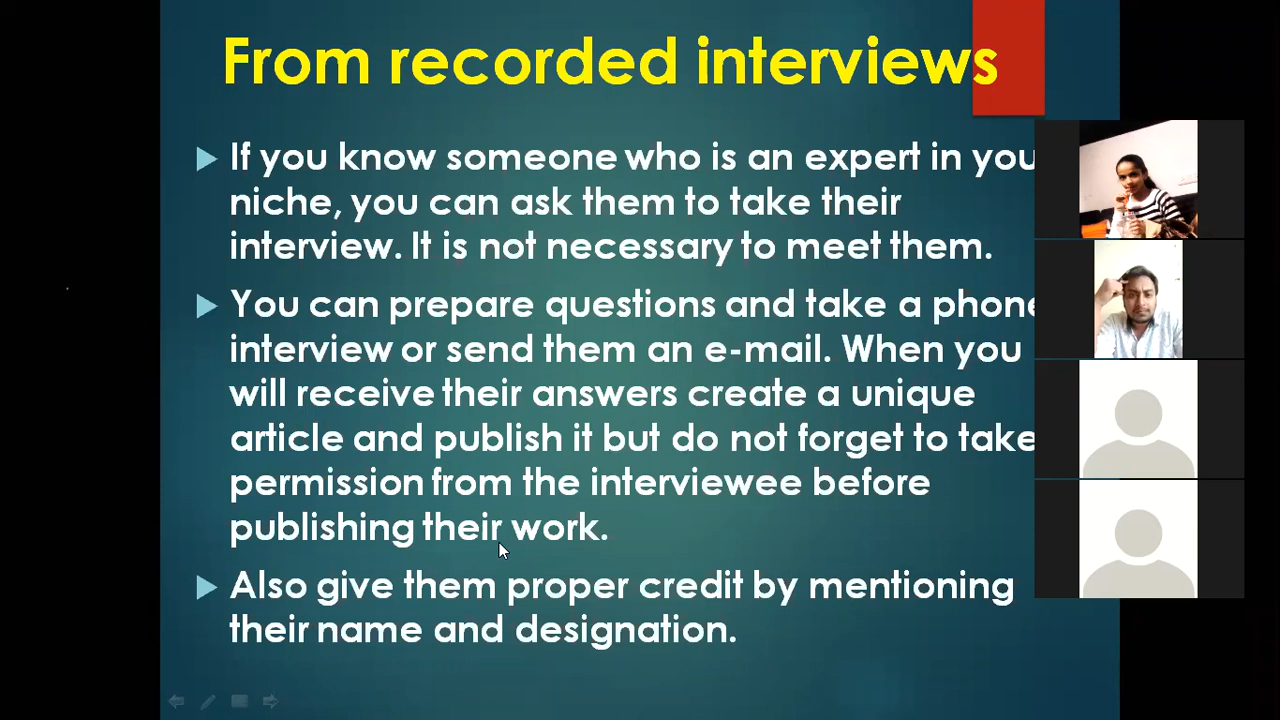 From recorded interviews
If you know someone who is an expert in you
niche, you can ask them to take their
interview. It is not necessary to meet them.
You can prepare questions and take a phone
interview or send them an e-mail. When you
will receive their answers create a unique
article and publish it but do not forget to take
permission from the interviewee before
publishing their work.
Also give them proper credit by mentioning
their name and designation.